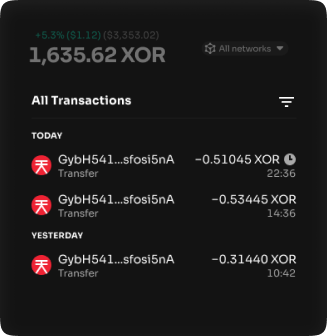 +5.3% ($1.12) ($3,353.02)
1,635.62 XOR
All networks
All Transactions
TODAY
GybH541...sfosi5nA −0.51045 XOR
Transfer 22:36
GybH541...sfosi5nA −0.53445 XOR
Transfer 14:36
YESTERDAY
GybH541...sfosi5nA −0.31440 XOR
Transfer 10:42